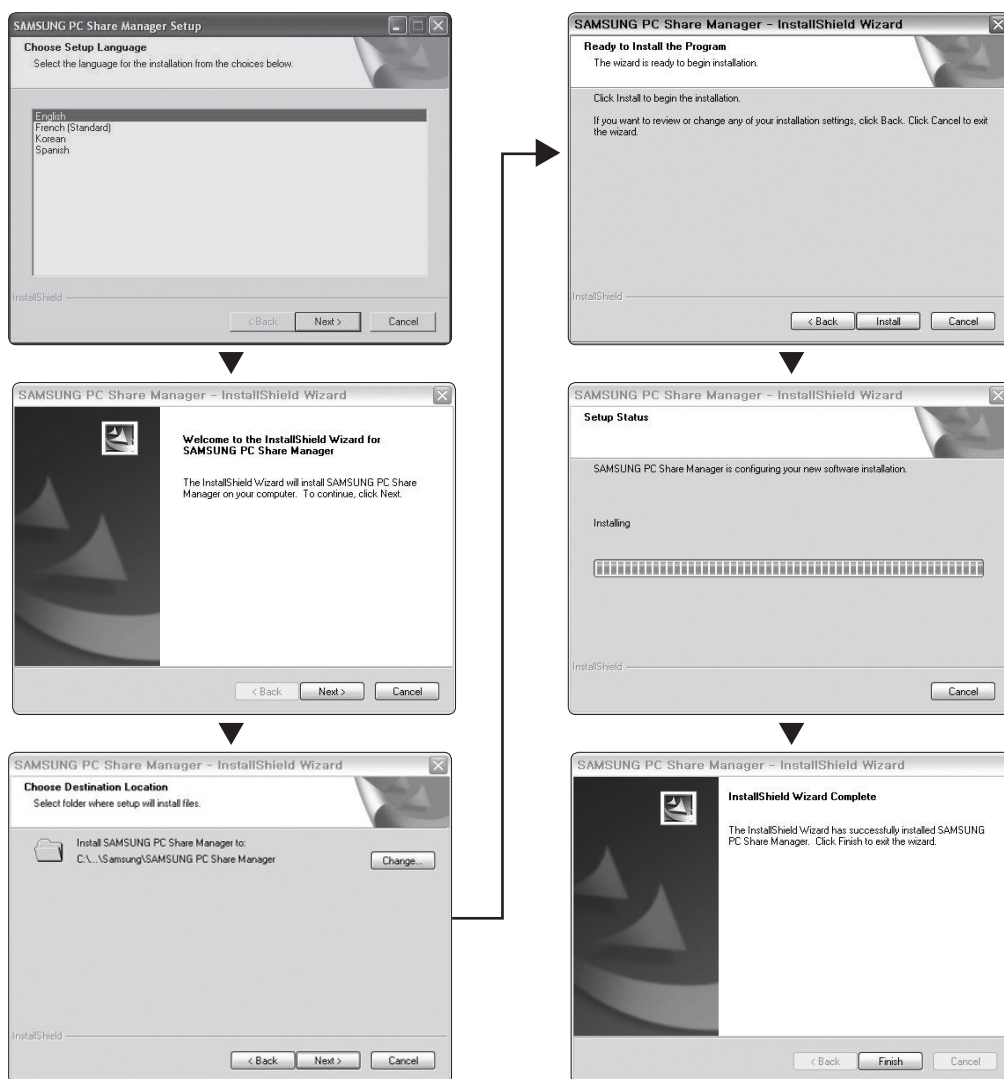 SAMSUNG PC Share Manager Setup
Choose Setup Language
Select the language for the installation from the choices below.
English
French (Standard)
Korean
Spanish
InstallShield
< Back Next > Cancel
SAMSUNG PC Share Manager – InstallShield Wizard
Welcome to the InstallShield Wizard for
SAMSUNG PC Share Manager
The InstallShield Wizard will install SAMSUNG PC Share
Manager on your computer. To continue, click Next.
< Back Next > Cancel
SAMSUNG PC Share Manager – InstallShield Wizard
Choose Destination Location
Select folder where setup will install files.
Install SAMSUNG PC Share Manager to:
C:\...\Samsung\SAMSUNG PC Share Manager
Change...
InstallShield
< Back Next > Cancel
SAMSUNG PC Share Manager – InstallShield Wizard
Ready to Install the Program
The wizard is ready to begin installation.
Click Install to begin the installation.
If you want to review or change any of your installation settings, click Back. Click Cancel to exit
the wizard.
InstallShield
< Back Install Cancel
SAMSUNG PC Share Manager – InstallShield Wizard
Setup Status
SAMSUNG PC Share Manager is configuring your new software installation.
Installing
InstallShield
Cancel
SAMSUNG PC Share Manager – InstallShield Wizard
InstallShield Wizard Complete
The InstallShield Wizard has successfully installed SAMSUNG
PC Share Manager. Click Finish to exit the wizard.
< Back Finish Cancel